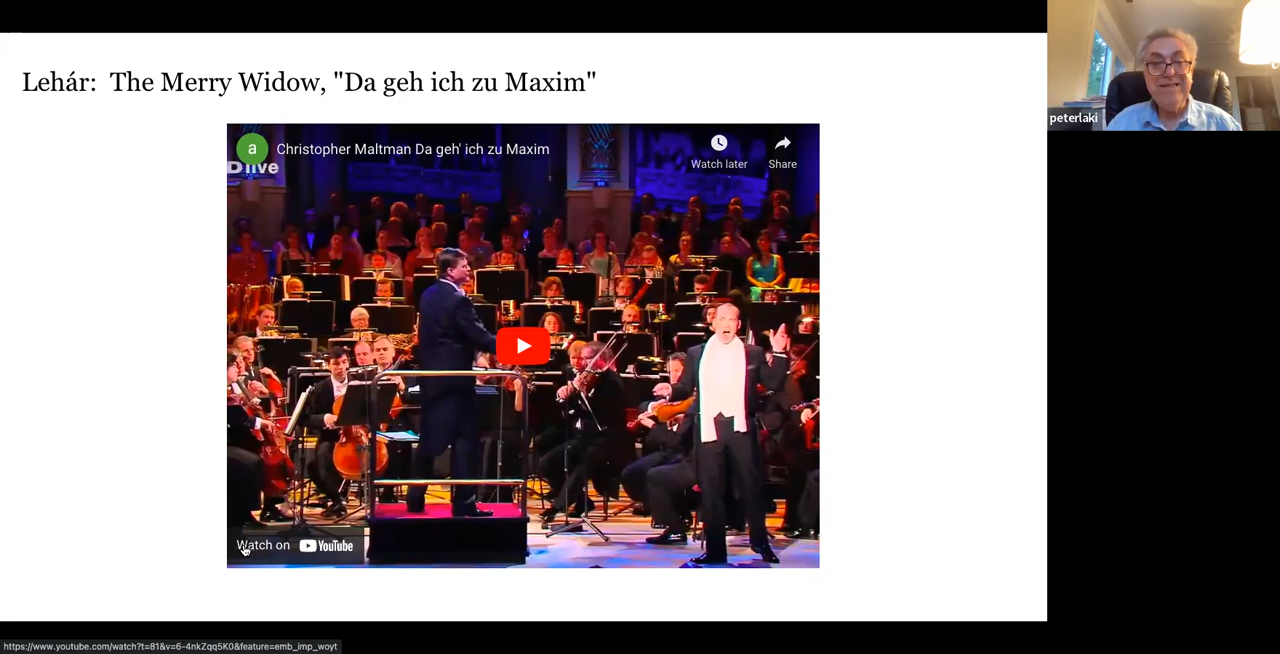 Lehár: The Merry Widow, "Da geh ich zu Maxim"
peterlaki
a
Christopher Maltman Da geh' ich zu Maxim
Watch later
Share
D live
Watch on YouTube
https://www.youtube.com/watch?t=81&v=6-4nkZqq5K0&feature=emb_imp_woyt